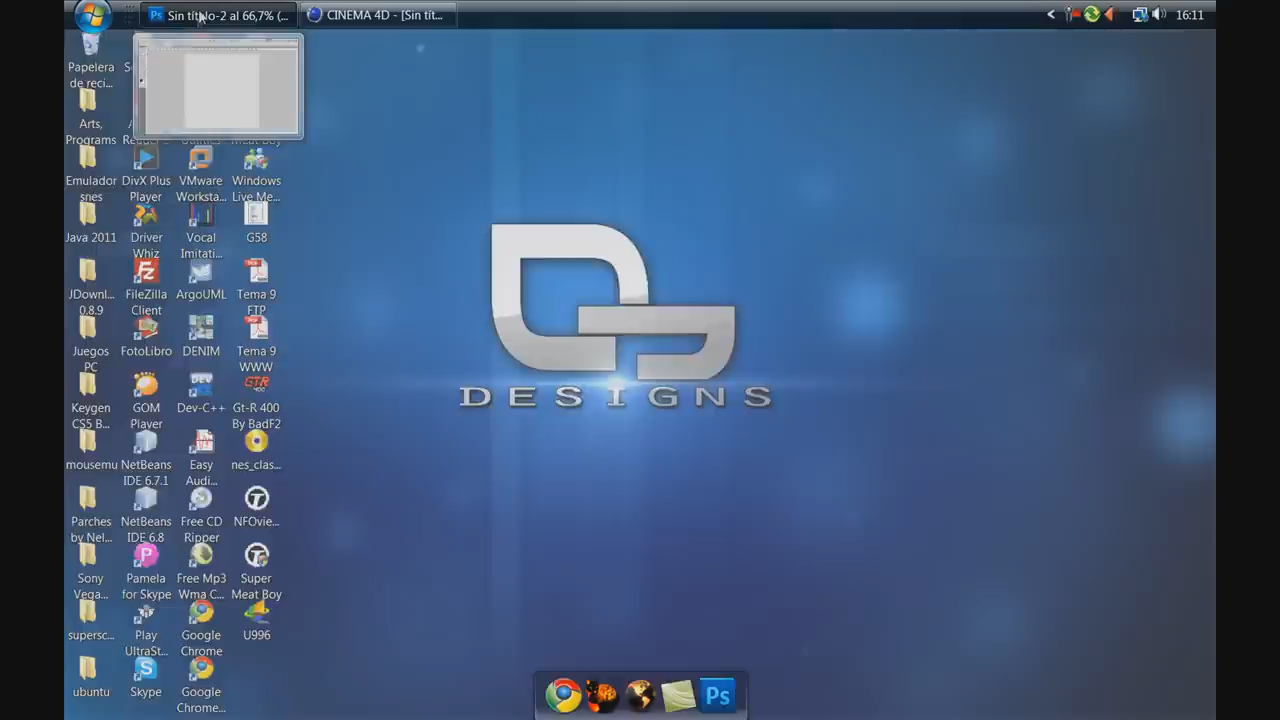 Sin título-2 al 66,7% (...
CINEMA 4D - [Sin tít...
16:11
Papelera
de reci...
Arts,
Programs
DivX Plus
Player
VMware
Worksta...
Windows
Live Me...
Emulador
snes
Java 2011
Driver
Whiz
Vocal
Imitati...
G58
JDownl...
0.8.9
FileZilla
Client
ArgoUML
Tema 9
FTP
Juegos
PC
FotoLibro
DENIM
Tema 9
WWW
Keygen
CS5 B...
GOM
Player
Dev-C++
Gt-R 400
By BadF2
mousemu
NetBeans
IDE 6.7.1
Easy
Audi...
nes_clas...
Parches
by Nel...
NetBeans
IDE 6.8
Free CD
Ripper
NFOvie...
Sony
Vega...
Pamela
for Skype
Free Mp3
Wma C...
Super
Meat Boy
supersc...
Play
UltraSt...
Google
Chrome
U996
ubuntu
Skype
Google
Chrome...
DESIGNS
Ps